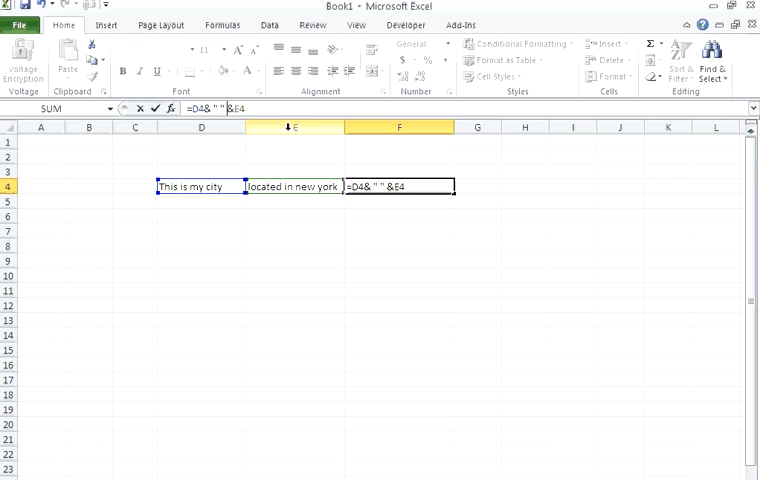 Book1 - Microsoft Excel
File Home Insert Page Layout Formulas Data Review View Developer Add-Ins
11 A A General Conditional Formatting Insert Σ
Voltage Encryption Paste B I U A $ % , Format as Table Delete Sort & Filter Find & Select
Cell Styles Format
Voltage Clipboard Font Alignment Number Styles Cells Editing
SUM fx =D4& " " &E4
A B C D E F G H I J K L
1
2
3
4 This is my city located in new york =D4& " " &E4
5
6
7
8
9
10
11
12
13
14
15
16
17
18
19
20
21
22
23